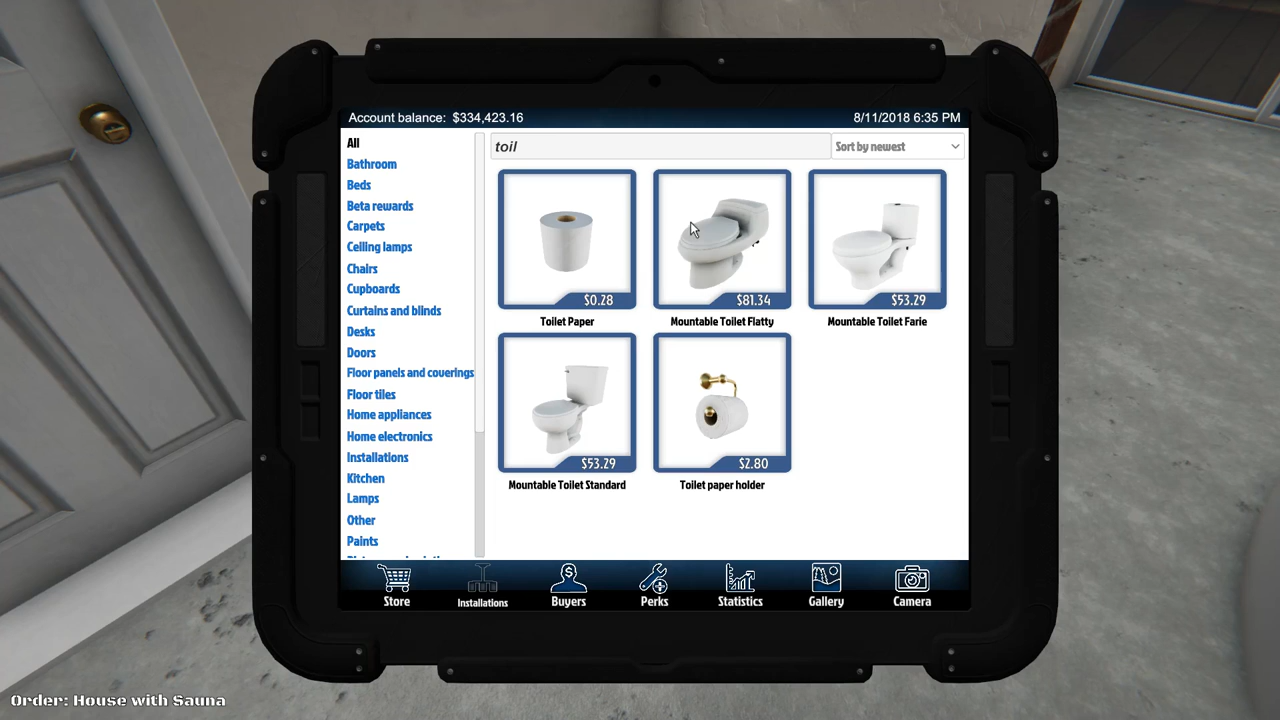 Account balance: $334,423.16
8/11/2018 6:35 PM
All
Bathroom
Beds
Beta rewards
Carpets
Ceiling lamps
Chairs
Cupboards
Curtains and blinds
Desks
Doors
Floor panels and coverings
Floor tiles
Home appliances
Home electronics
Installations
Kitchen
Lamps
Other
Paints
toil
Sort by newest
$0.28
$81.34
$53.29
Toilet Paper
Mountable Toilet Flatty
Mountable Toilet Farie
$53.29
$2.80
Mountable Toilet Standard
Toilet paper holder
Store
Installations
Buyers
Perks
Statistics
Gallery
Camera
Order: House with Sauna